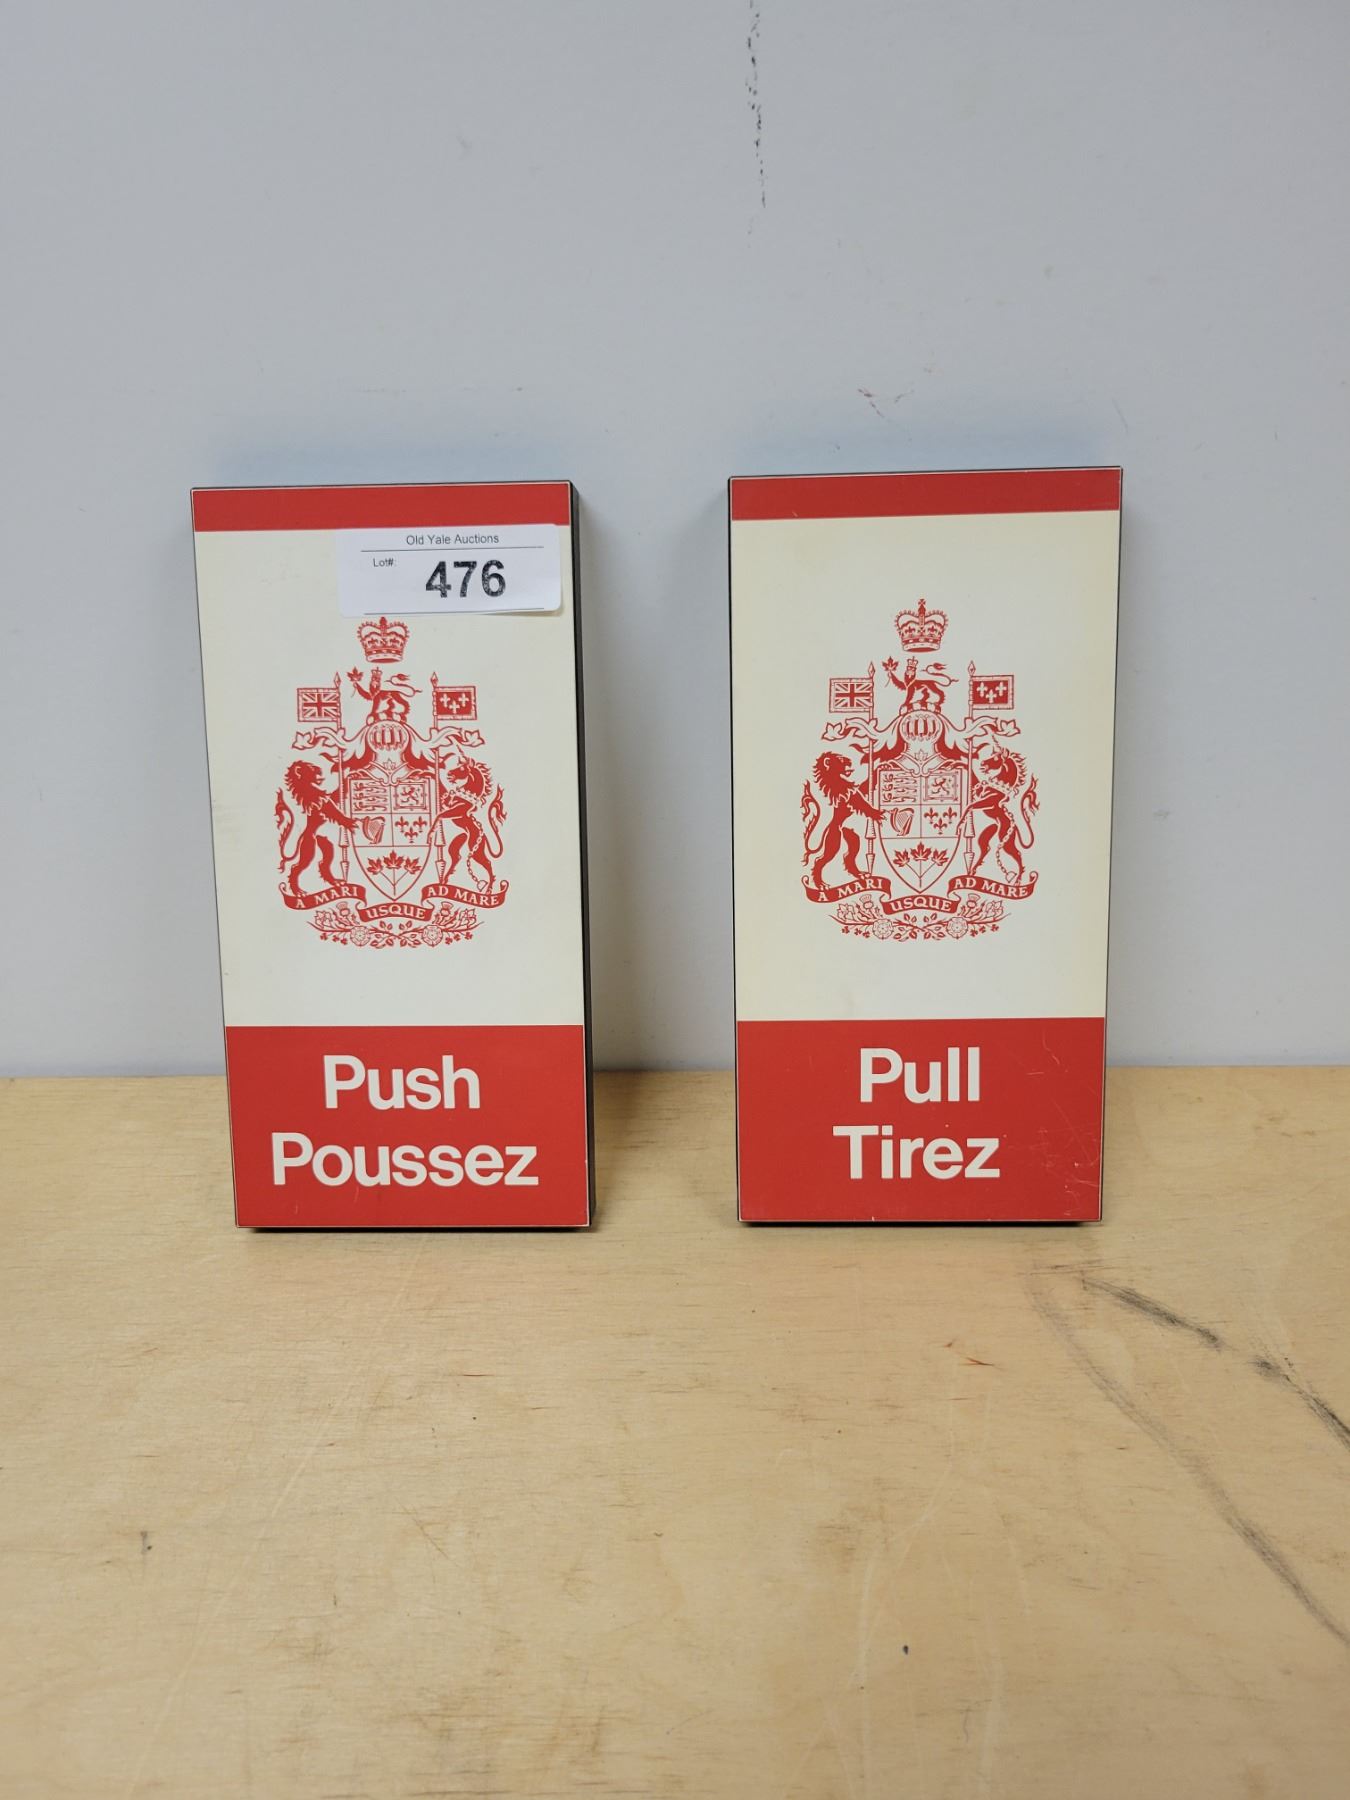 Old Yale Auctions
Lot#:
476
A MARI USQUE AD MARE
Push
Poussez
A MARI USQUE AD MARE
Pull
Tirez